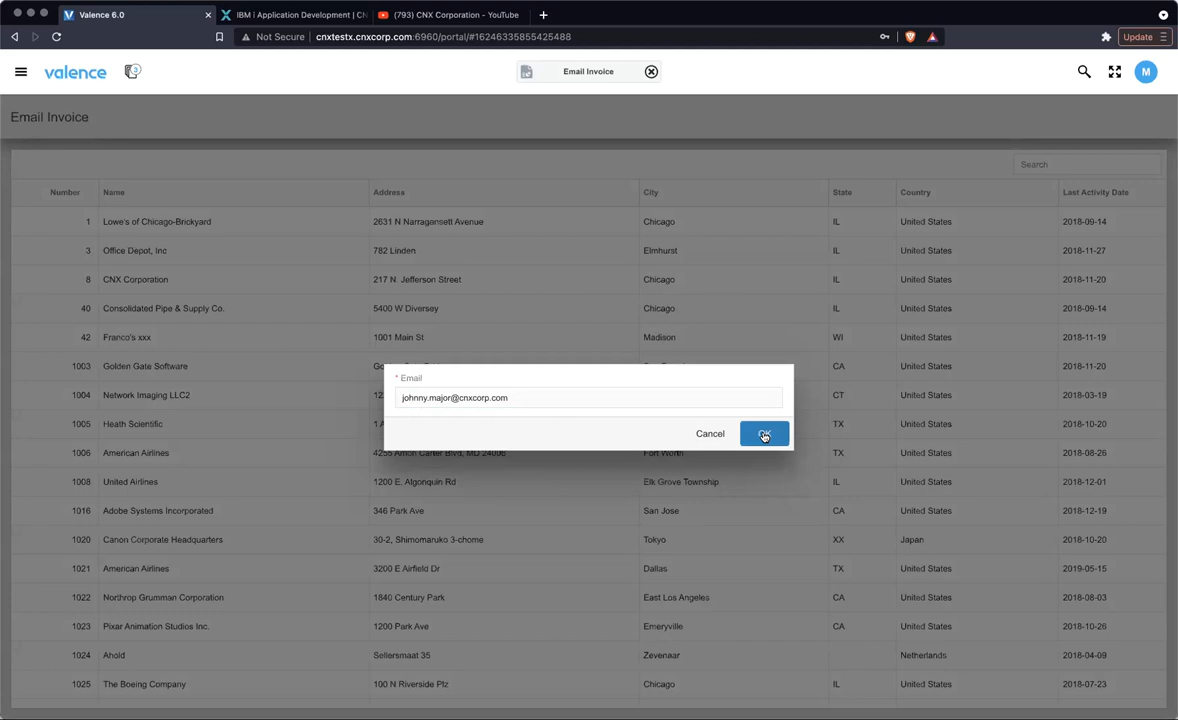 Valence 6.0
IBM i Application Development | CN
(793) CNX Corporation - YouTube
Not Secure | cnxtestx.cnxcorp.com:6960/portal/#16246335855425488
Update
valence
3
Email Invoice
M
Email Invoice
Search
Number Name Address City State Country Last Activity Date
1 Lowe's of Chicago-Brickyard 2631 N Narragansett Avenue Chicago IL United States 2018-09-14
3 Office Depot, Inc 782 Linden Elmhurst IL United States 2018-11-27
8 CNX Corporation 217 N. Jefferson Street Chicago IL United States 2018-11-20
40 Consolidated Pipe & Supply Co. 5400 W Diversey Chicago IL United States 2018-09-14
42 Franco's xxx 1001 Main St Madison WI United States 2018-11-19
1003 Golden Gate Software CA United States 2018-11-20
* Email
1004 Network Imaging LLC2 CT United States 2018-03-19
johnny.major@cnxcorp.com
1005 Heath Scientific TX United States 2018-10-20
Cancel OK
1006 American Airlines 4255 Amon Carter Blvd, MD 2400 Fort Worth TX United States 2018-08-26
1008 United Airlines 1200 E. Algonquin Rd Elk Grove Township IL United States 2018-12-01
1016 Adobe Systems Incorporated 346 Park Ave San Jose CA United States 2018-12-19
1020 Canon Corporate Headquarters 30-2, Shimomaruko 3-chome Tokyo XX Japan 2018-10-20
1021 American Airlines 3200 E Airfield Dr Dallas TX United States 2019-05-15
1022 Northrop Grumman Corporation 1840 Century Park East Los Angeles CA United States 2018-08-03
1023 Pixar Animation Studios Inc. 1200 Park Ave Emeryville CA United States 2018-10-26
1024 Ahold Sellersmaat 35 Zevenaar Netherlands 2018-04-09
1025 The Boeing Company 100 N Riverside Plz Chicago IL United States 2018-07-23